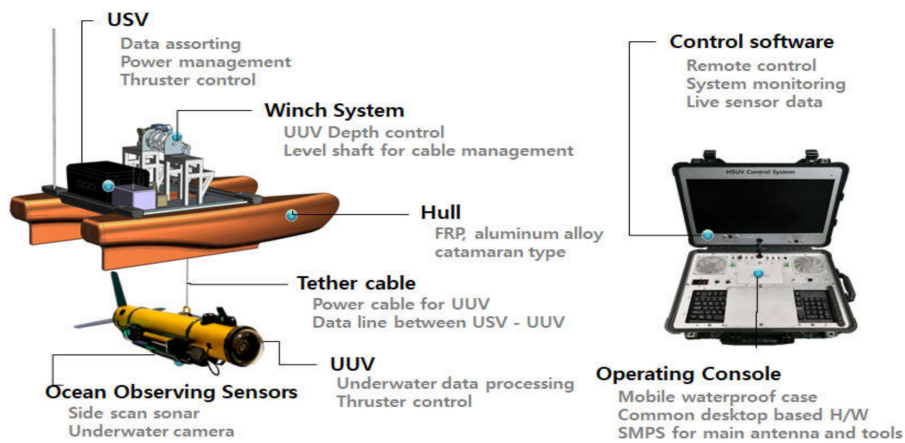 USV
Data assorting
Power management
Thruster control
Winch System
UUV Depth control
Level shaft for cable management
Hull
FRP, aluminum alloy
catamaran type
Tether cable
Power cable for UUV
Data line between USV - UUV
UUV
Underwater data processing
Thruster control
Ocean Observing Sensors
Side scan sonar
Underwater camera
Control software
Remote control
System monitoring
Live sensor data
HSUV Control System
Operating Console
Mobile waterproof case
Common desktop based H/W
SMPS for main antenna and tools